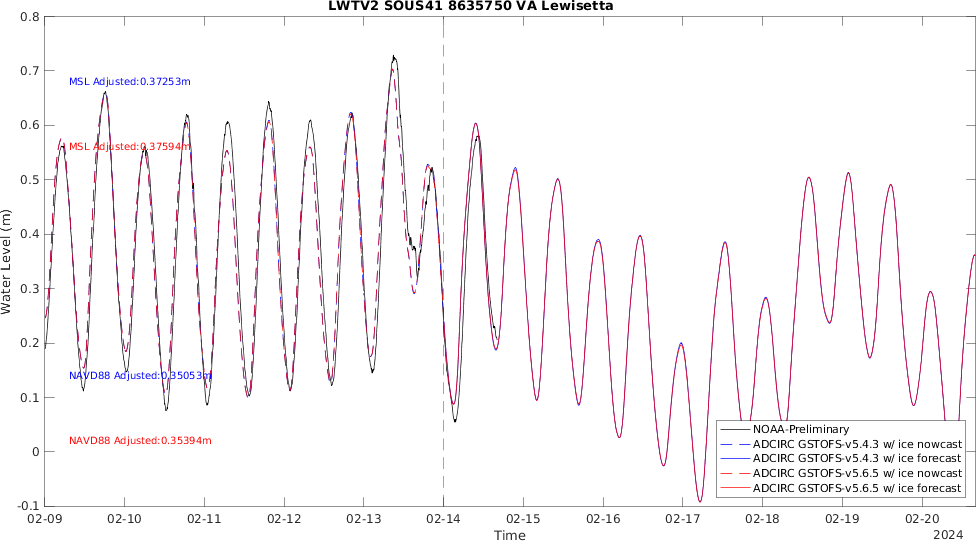 LWTV2 SOUS41 8635750 VA Lewisetta
0.8
0.7
0.6
0.5
0.4
0.3
0.2
0.1
0
-0.1
Water Level (m)
MSL Adjusted:0.37253m
MSL Adjusted:0.37594m
NAVD88 Adjusted:0.35053m
NAVD88 Adjusted:0.35394m
NOAA-Preliminary
ADCIRC GSTOFS-v5.4.3 w/ ice nowcast
ADCIRC GSTOFS-v5.4.3 w/ ice forecast
ADCIRC GSTOFS-v5.6.5 w/ ice nowcast
ADCIRC GSTOFS-v5.6.5 w/ ice forecast
02-09 02-10 02-11 02-12 02-13 02-14 02-15 02-16 02-17 02-18 02-19 02-20
Time
2024